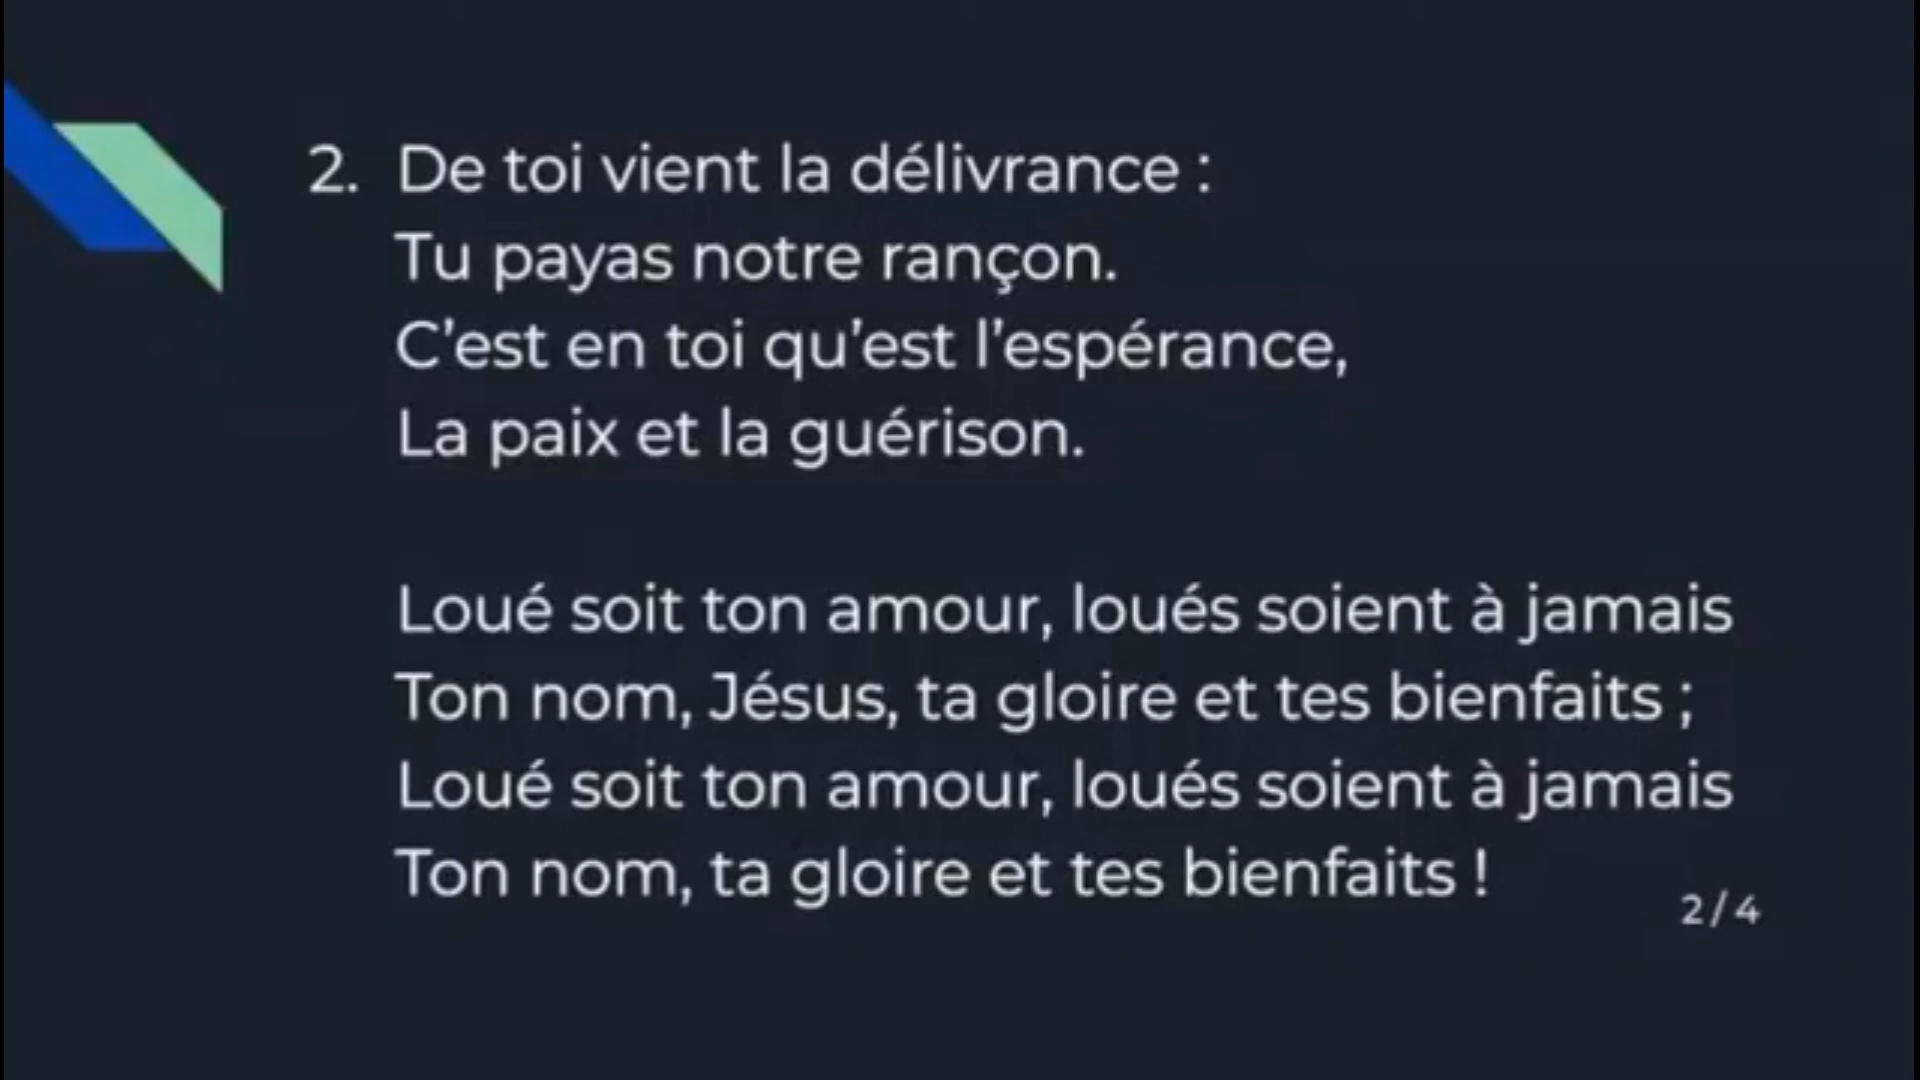 2. De toi vient la délivrance :
Tu payas notre rançon.
C’est en toi qu’est l’espérance,
La paix et la guérison.
Loué soit ton amour, loués soient à jamais
Ton nom, Jésus, ta gloire et tes bienfaits ;
Loué soit ton amour, loués soient à jamais
Ton nom, ta gloire et tes bienfaits !
2 / 4